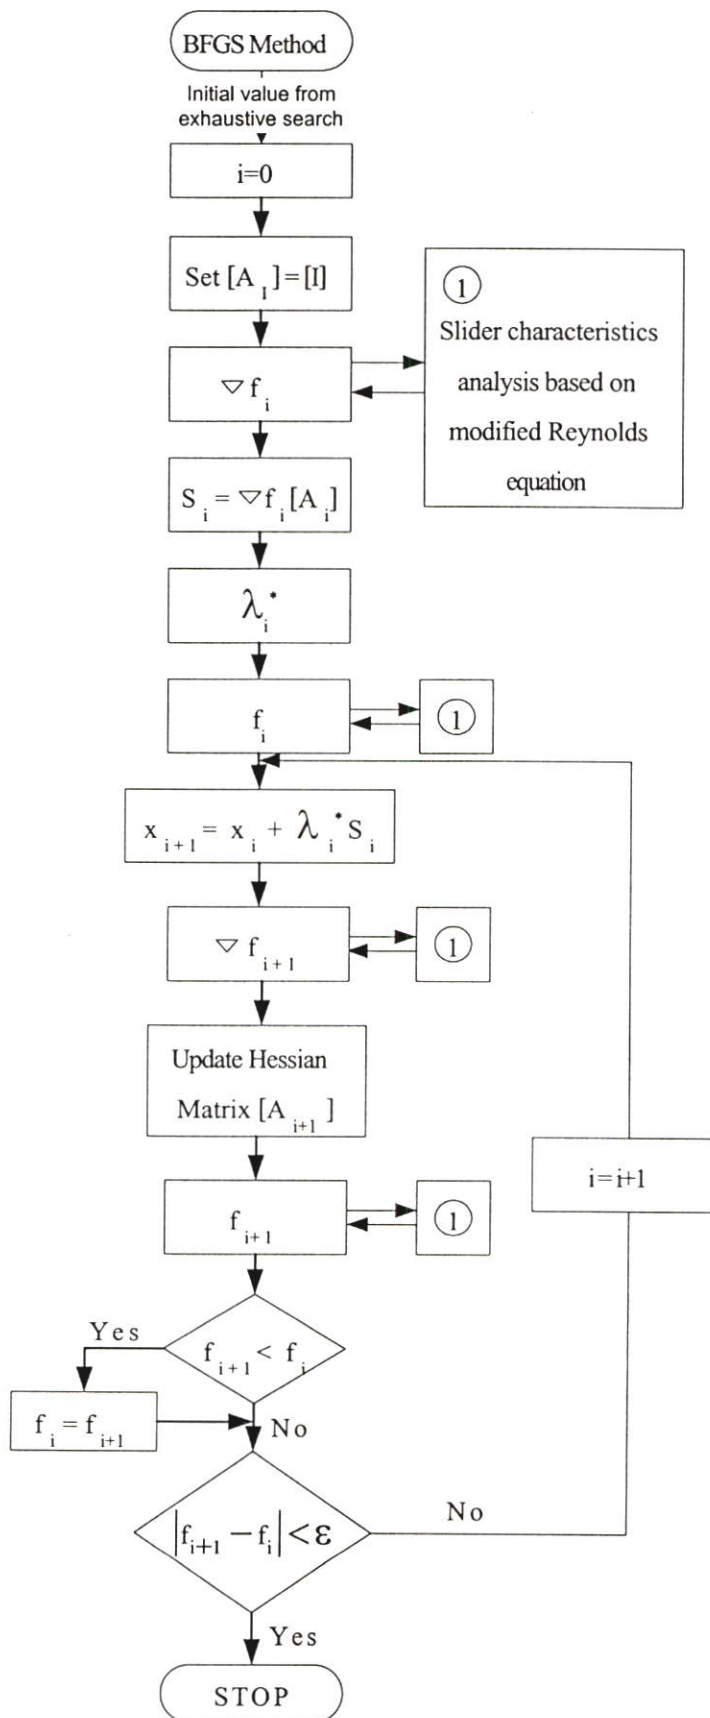 BFGS Method
Initial value from
exhaustive search
i=0
Set [A_I]=[I]
①
Slider characteristics
analysis based on
modified Reynolds
equation
▽f_i
S_i = ▽f_i[A_i]
λ_i*
f_i
①
x_{i+1} = x_i + λ_i* S_i
▽f_{i+1}
①
Update Hessian
Matrix [A_{i+1}]
i=i+1
f_{i+1}
①
Yes
f_{i+1} < f_i
f_i = f_{i+1}
No
|f_{i+1} − f_i| < ε
No
Yes
STOP